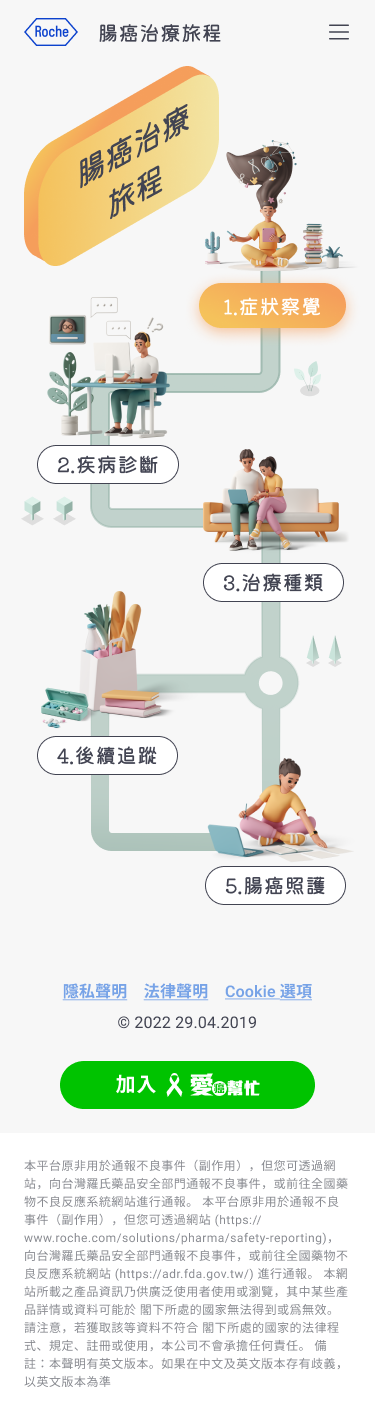 Roche 腸癌治療旅程
腸癌治療
旅程
1.症狀察覺
2.疾病診斷
3.治療種類
4.後續追蹤
5.腸癌照護
隱私聲明 法律聲明 Cookie 選項
© 2022 29.04.2019
加入 愛癌幫忙
本平台原非用於通報不良事件（副作用），但您可透過網
站，向台灣羅氏藥品安全部門通報不良事件，或前往全國藥
物不良反應系統網站進行通報。 本平台原非用於通報不良
事件（副作用），但您可透過網站 (https://
www.roche.com/solutions/pharma/safety-reporting)，
向台灣羅氏藥品安全部門通報不良事件，或前往全國藥物不
良反應系統網站 (https://adr.fda.gov.tw/) 進行通報。 本網
站所載之產品資訊乃供廣泛使用者使用或瀏覽，其中某些產
品詳情或資料可能於 閣下所處的國家無法得到或爲無效。
請注意，若獲取該等資料不符合 閣下所處的國家的法律程
式、規定、註冊或使用，本公司不會承擔任何責任。 備
註：本聲明有英文版本。如果在中文及英文版本存有歧義，
以英文版本為準